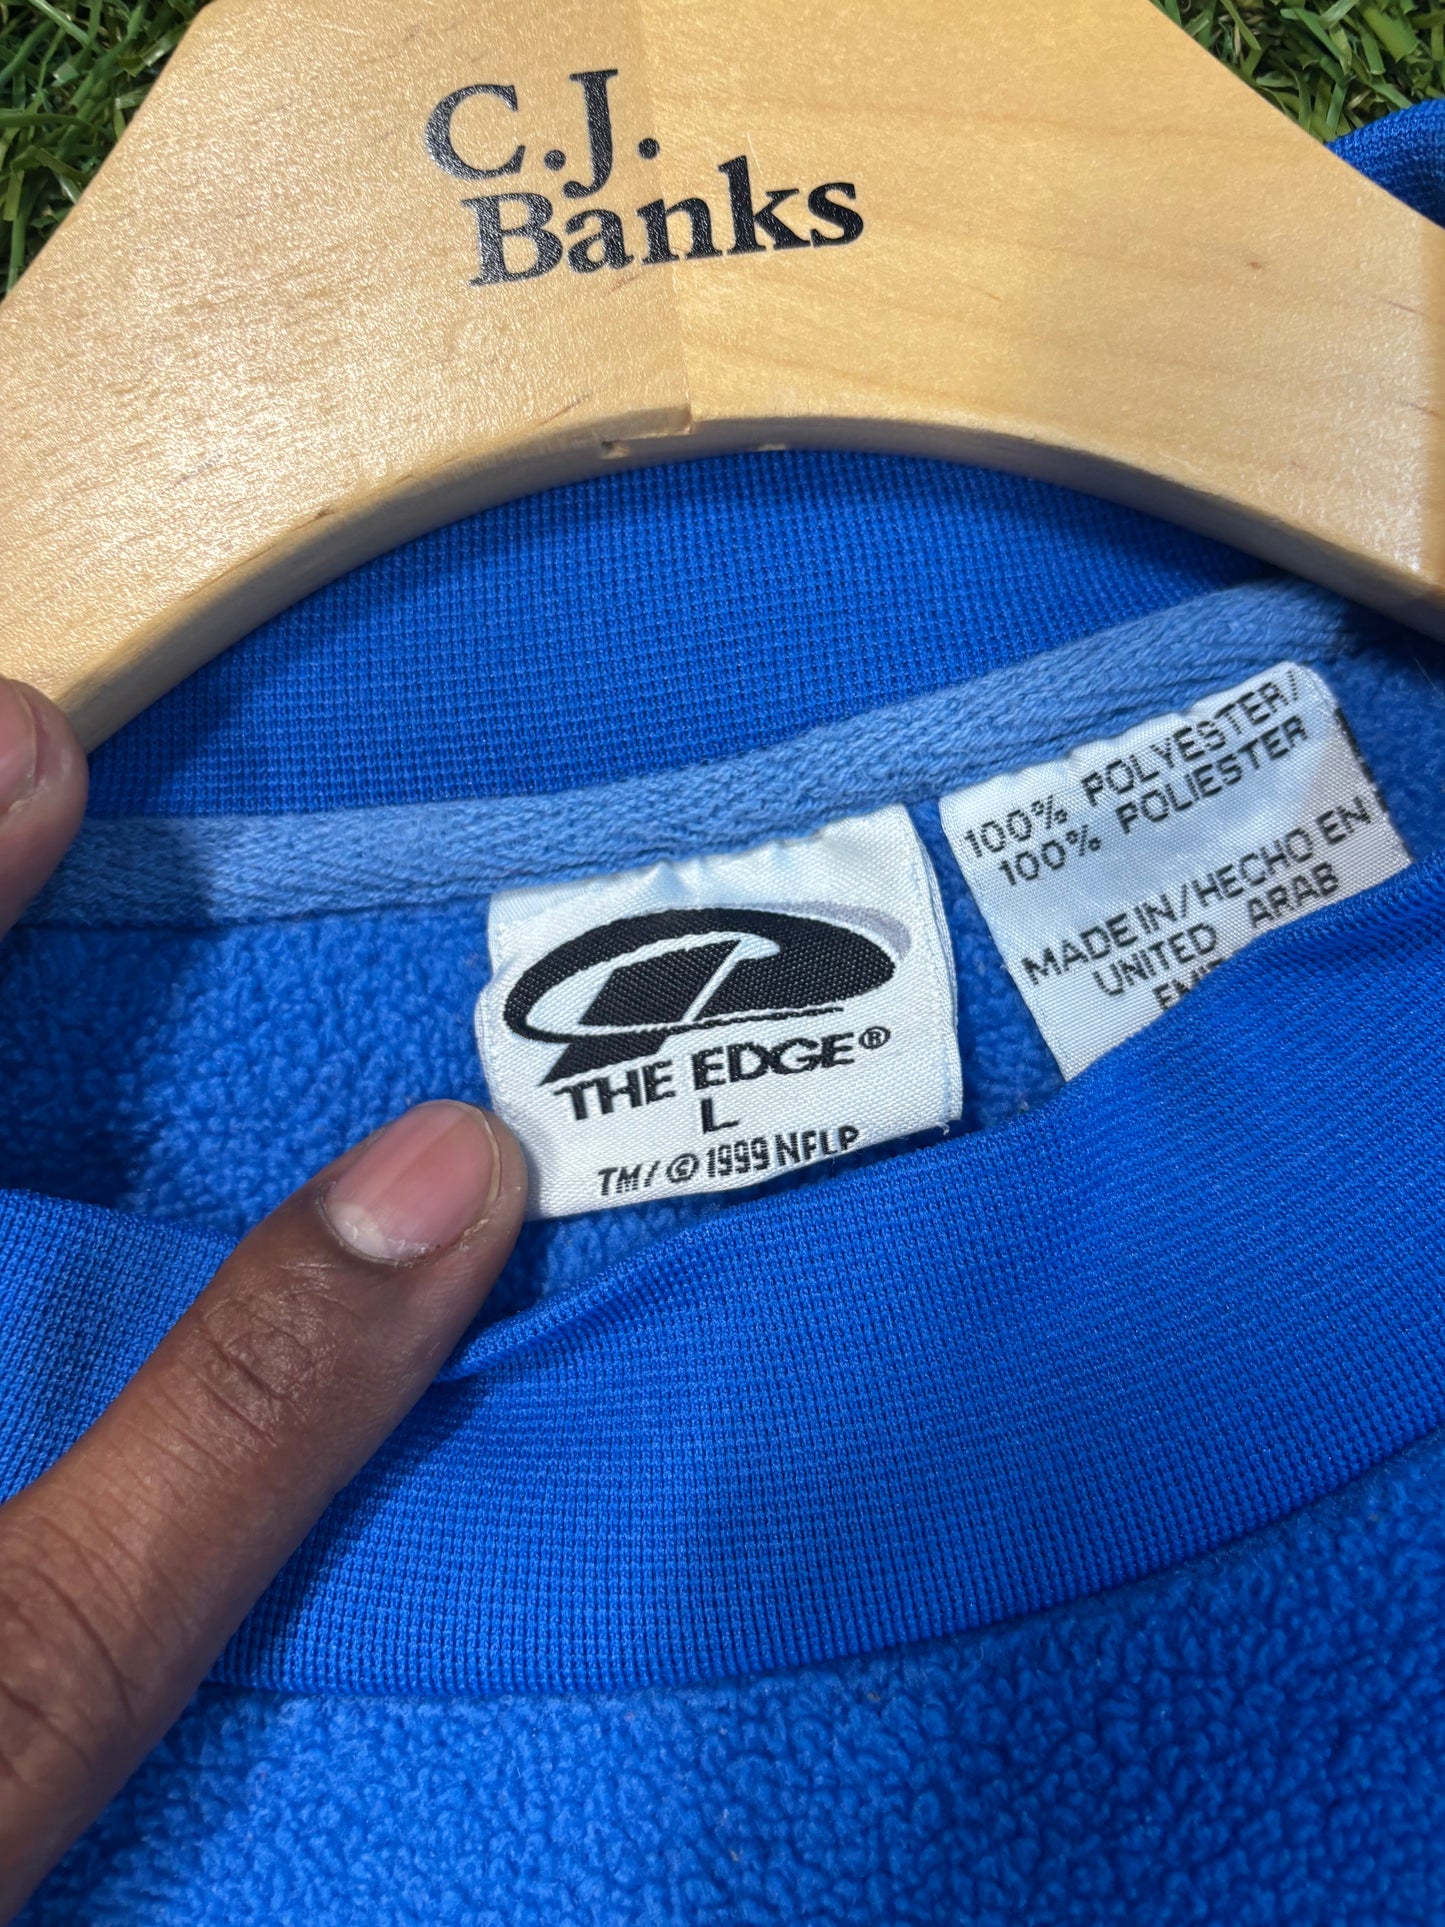 C.J.
Banks
100% POLYESTER/
100% POLIESTER
MADE IN/HECHO EN
UNITED ARAB
THE EDGE®
L
TM/©1999 NFLP